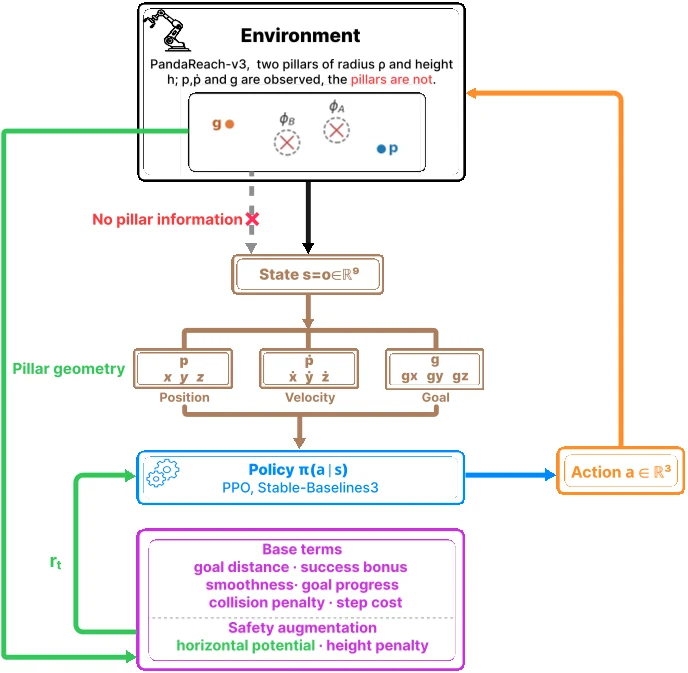 Environment
PandaReach-v3, two pillars of radius ρ and height
h; p,ṗ and g are observed, the pillars are not.
g
ϕB
ϕA
p
No pillar information
State s=o∈ℝ⁹
Pillar geometry
p
x y z
Position
ṗ
ẋ ẏ ż
Velocity
g
gx gy gz
Goal
Policy π(a|s)
PPO, Stable-Baselines3
Action a ∈ ℝ³
rt
Base terms
goal distance · success bonus
smoothness· goal progress
collision penalty · step cost
Safety augmentation
horizontal potential · height penalty